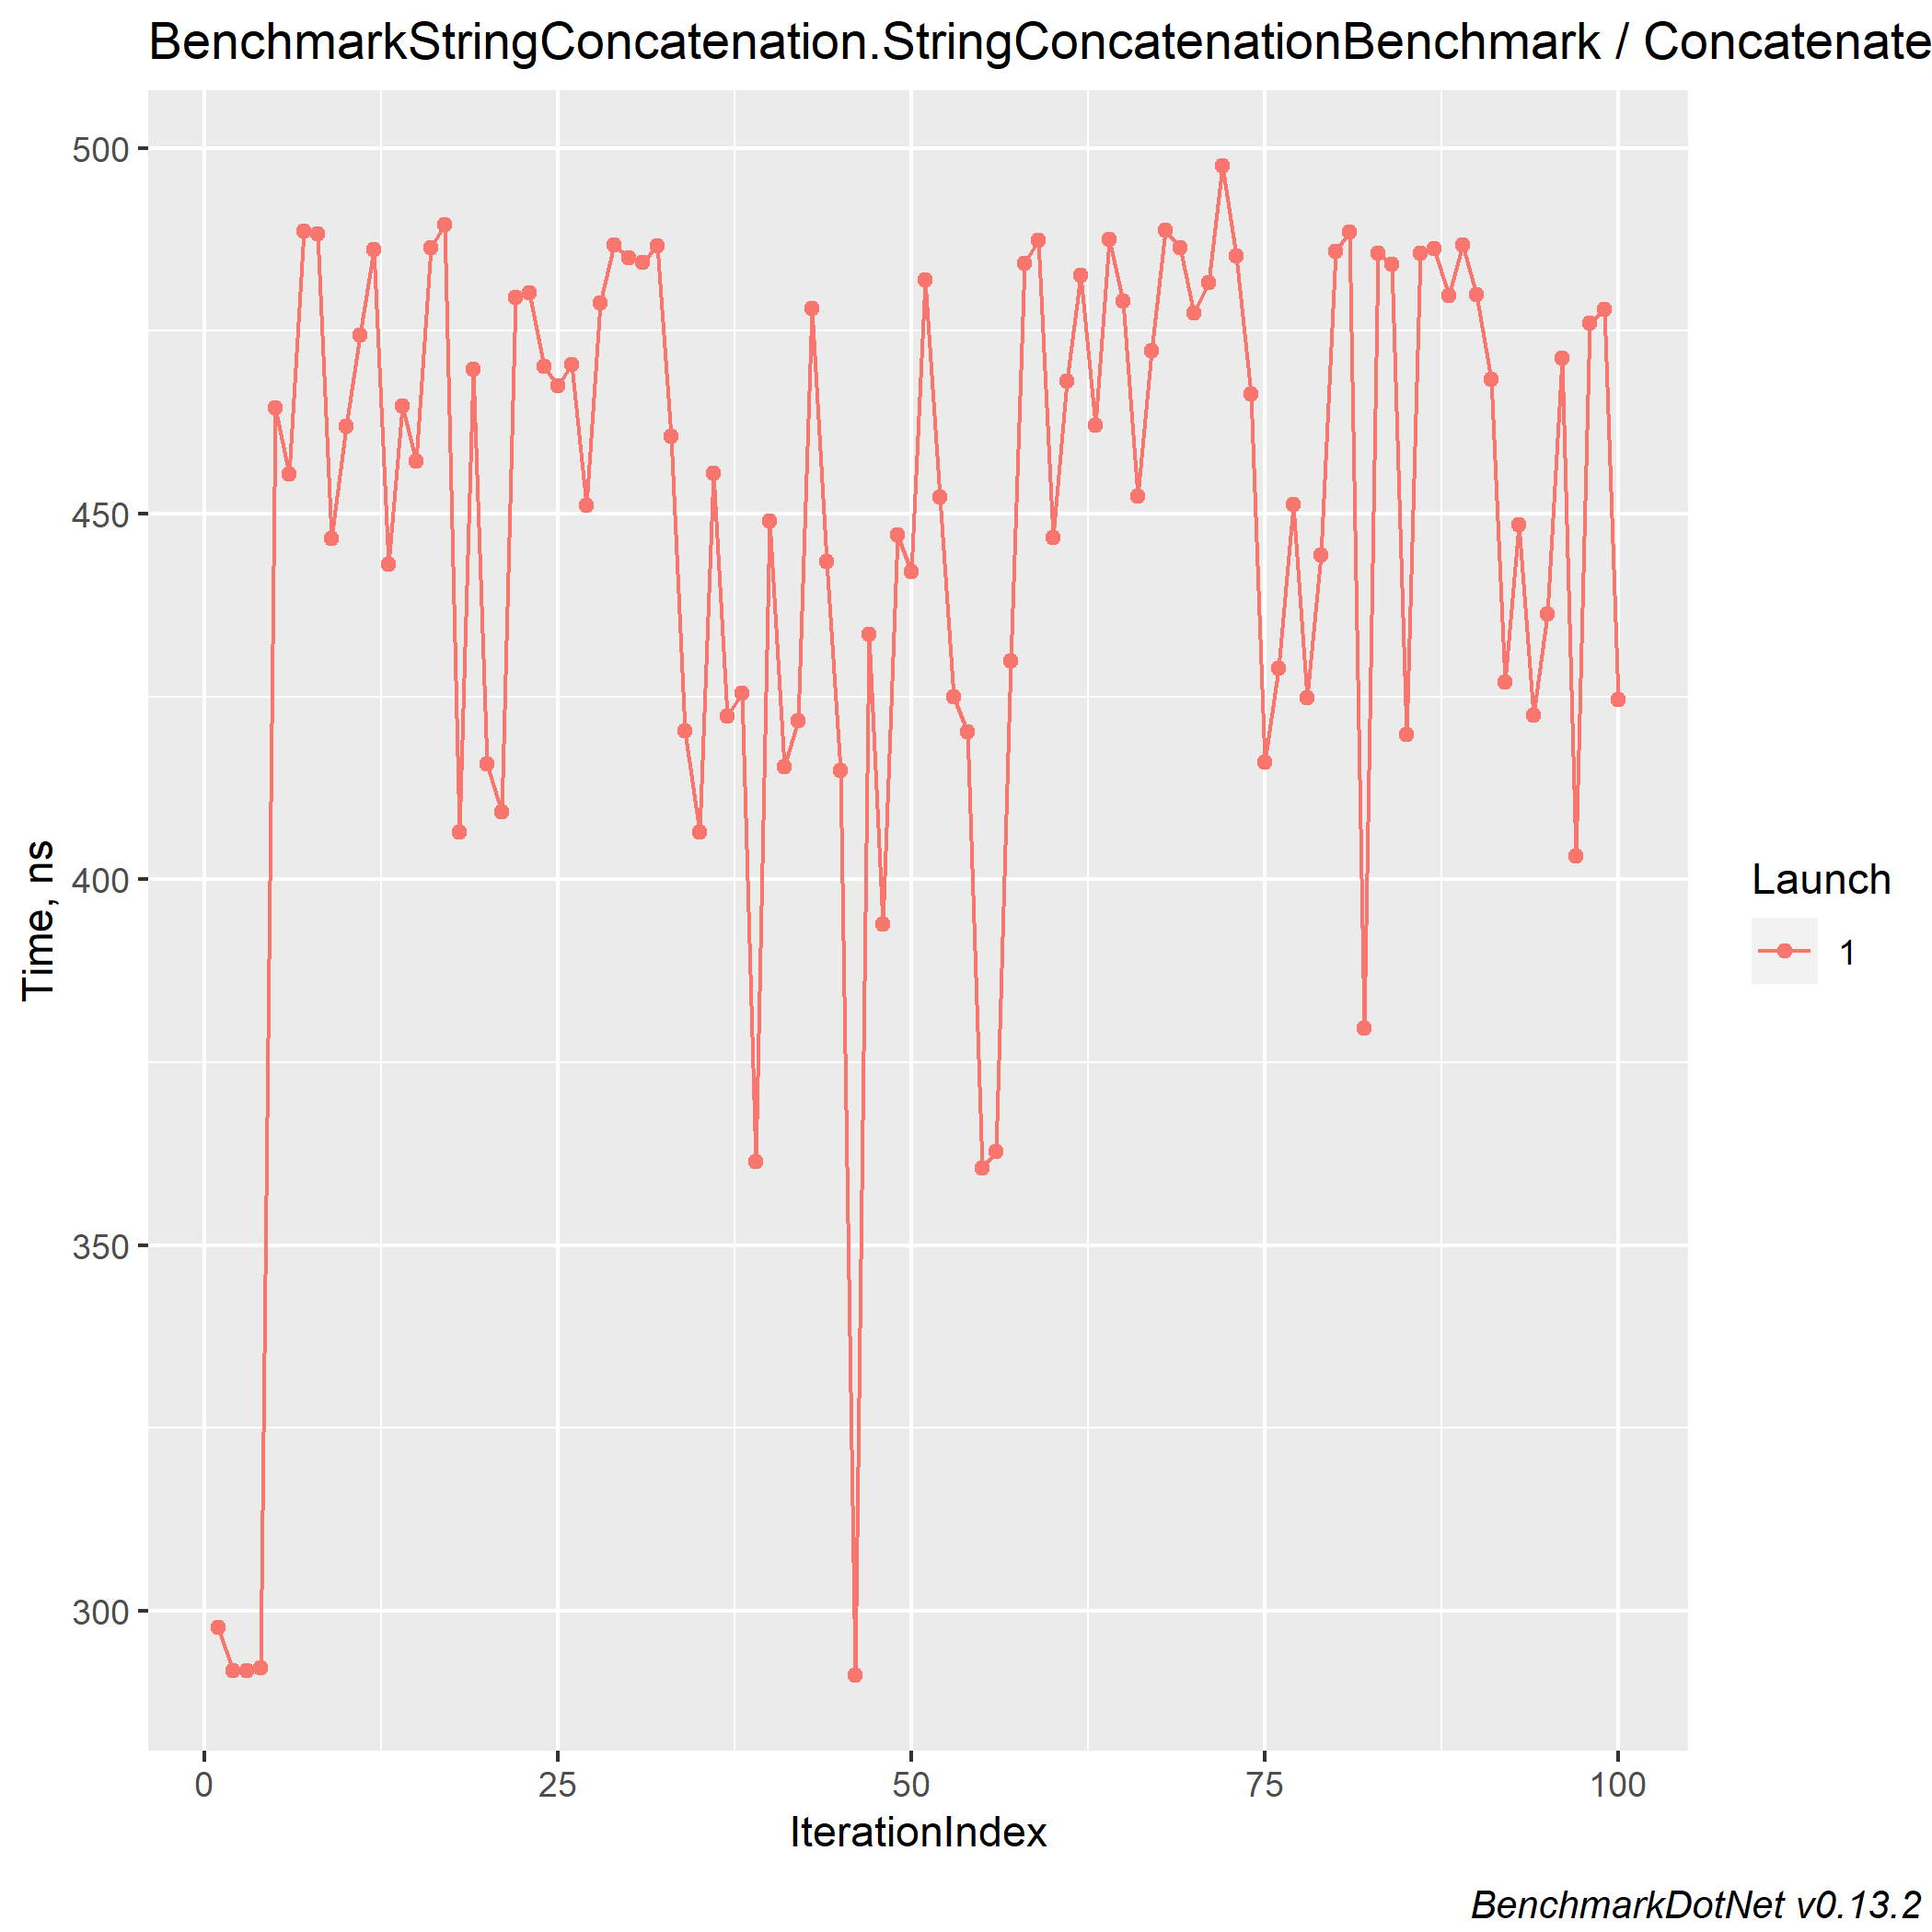 BenchmarkStringConcatenation.StringConcatenationBenchmark / Concatenate
500
450
400
350
300
Time, ns
0 25 50 75 100
IterationIndex
Launch
1
BenchmarkDotNet v0.13.2